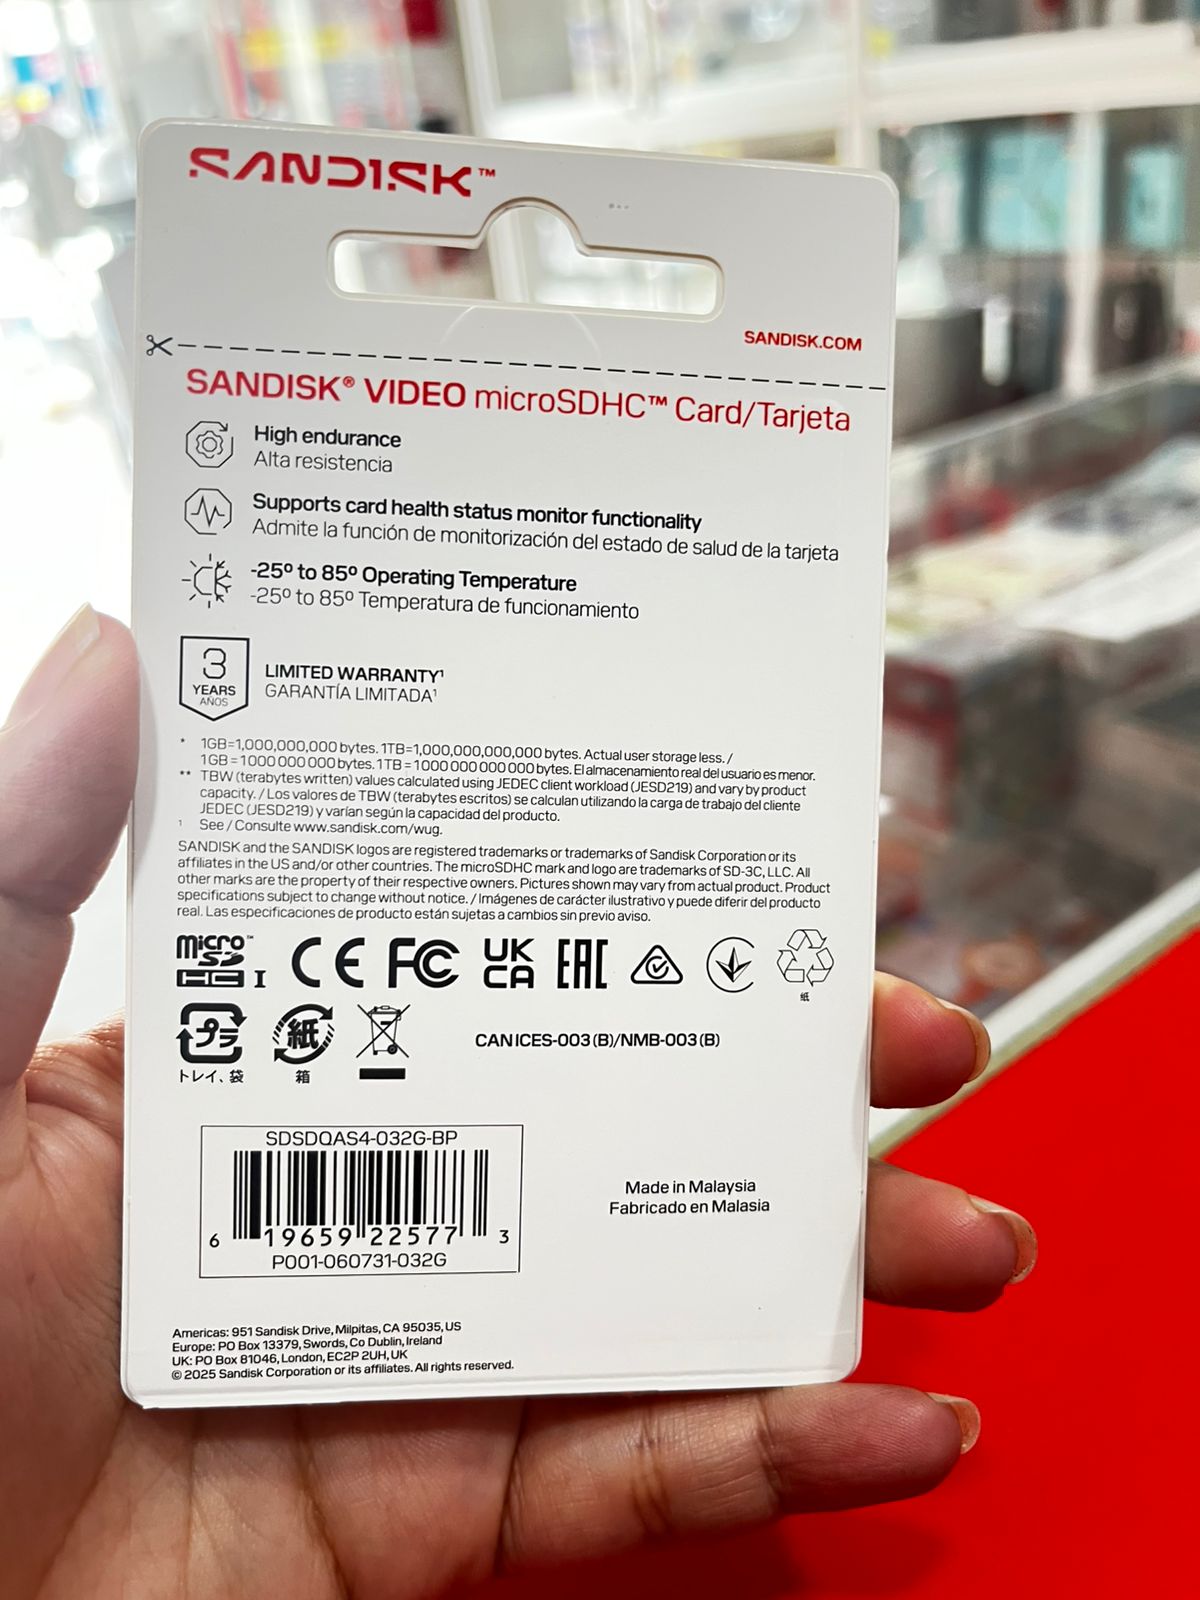 SANDISK™
SANDISK.COM
SANDISK® VIDEO microSDHC™ Card/Tarjeta
High endurance
Alta resistencia
Supports card health status monitor functionality
Admite la función de monitorización del estado de salud de la tarjeta
-25º to 85º Operating Temperature
-25º to 85º Temperatura de funcionamiento
3
YEARS
AÑOS
LIMITED WARRANTY¹
GARANTÍA LIMITADA¹
* 1GB=1,000,000,000 bytes. 1TB=1,000,000,000,000 bytes. Actual user storage less. /
1GB = 1000 000 000 bytes. 1TB = 1000 000 000 000 bytes. El almacenamiento real del usuario es menor.
** TBW (terabytes written) values calculated using JEDEC client workload (JESD219) and vary by product
capacity. / Los valores de TBW (terabytes escritos) se calculan utilizando la carga de trabajo del cliente
JEDEC (JESD219) y varían según la capacidad del producto.
¹ See / Consulte www.sandisk.com/wug.
SANDISK and the SANDISK logos are registered trademarks or trademarks of Sandisk Corporation or its
affiliates in the US and/or other countries. The microSDHC mark and logo are trademarks of SD-3C, LLC. All
other marks are the property of their respective owners. Pictures shown may vary from actual product. Product
specifications subject to change without notice. / Imágenes de carácter ilustrativo y puede diferir del producto
real. Las especificaciones de producto están sujetas a cambios sin previo aviso.
micro™ SD HC I CE FC UK CA EAC
紙
プラ 紙
トレイ、袋 箱 CAN ICES-003 (B)/NMB-003 (B)
SDSDQAS4-032G-BP
6 19659 22577 3
P001-060731-032G
Made in Malaysia
Fabricado en Malasia
Americas: 951 Sandisk Drive, Milpitas, CA 95035, US
Europe: PO Box 13379, Swords, Co Dublin, Ireland
UK: PO Box 81046, London, EC2P 2UH, UK
© 2025 Sandisk Corporation or its affiliates. All rights reserved.